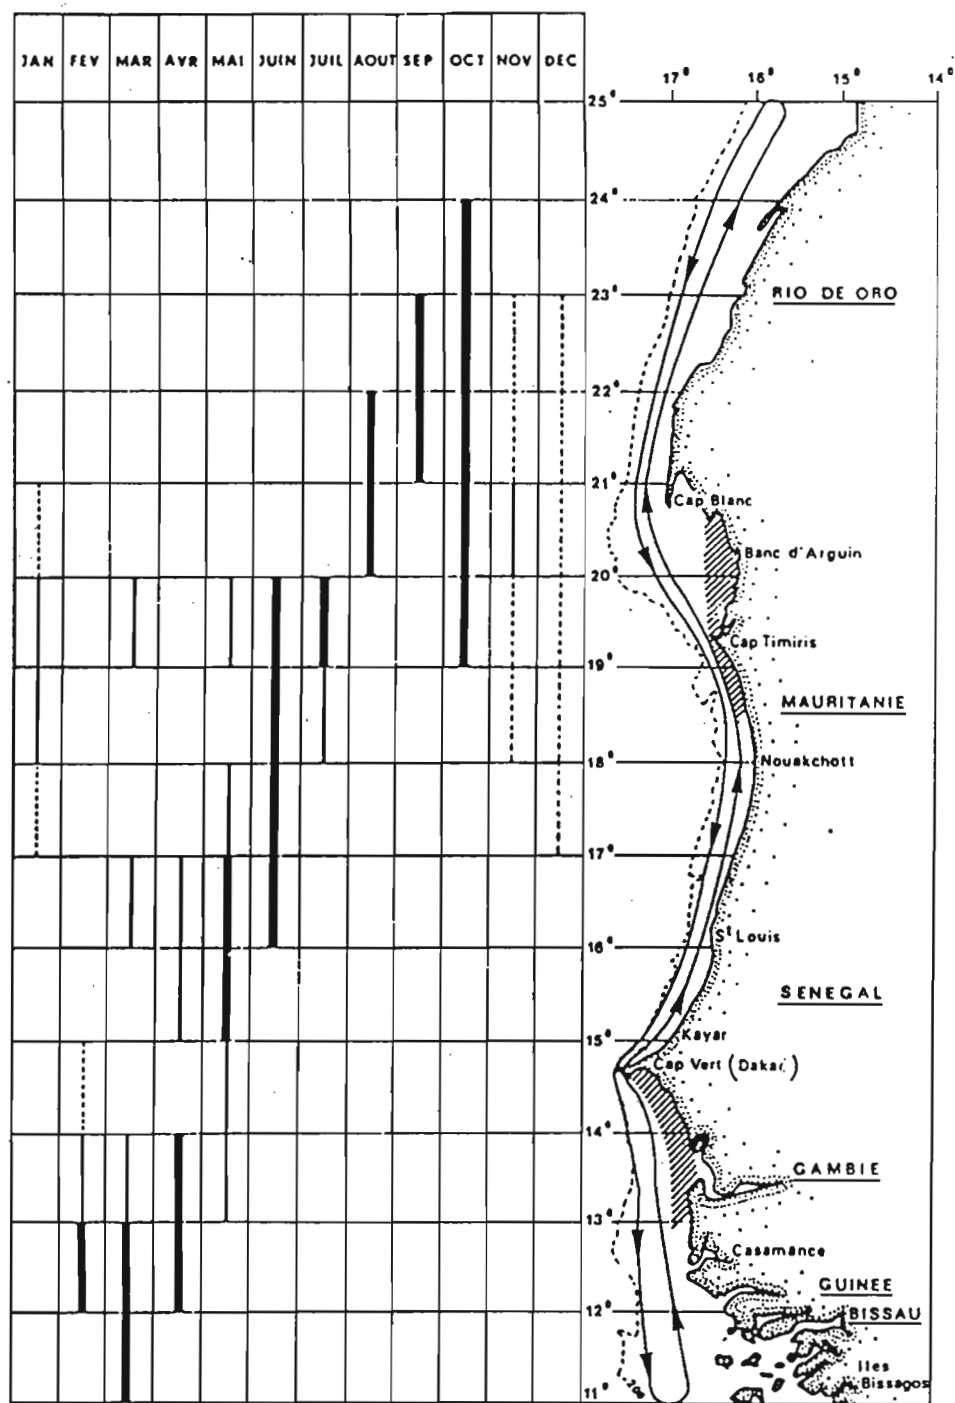 JAN FEV MAR AVR MAI JUIN JUIL AOUT SEP OCT NOV DEC
17° 16° 15° 14°
25°
24°
23°
RIO DE ORO
22°
21°
Cap Blanc
Banc d'Arguin
20°
Cap Timiris
19°
MAURITANIE
18°
Nouakchott
17°
St Louis
16°
SENEGAL
Kayar
15°
Cap Vert (Dakar)
14°
GAMBIE
13°
Casamance
GUINEE
12°
BISSAU
Iles
Bissagos
11°
200